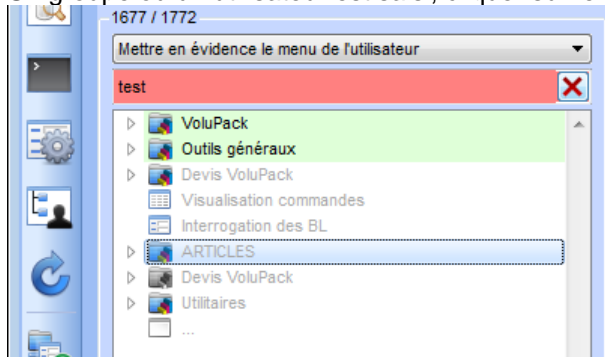 1677 / 1772
Mettre en évidence le menu de l'utilisateur
test
VoluPack
Outils généraux
Devis VoluPack
Visualisation commandes
Interrogation des BL
ARTICLES
Devis VoluPack
Utilitaires
...